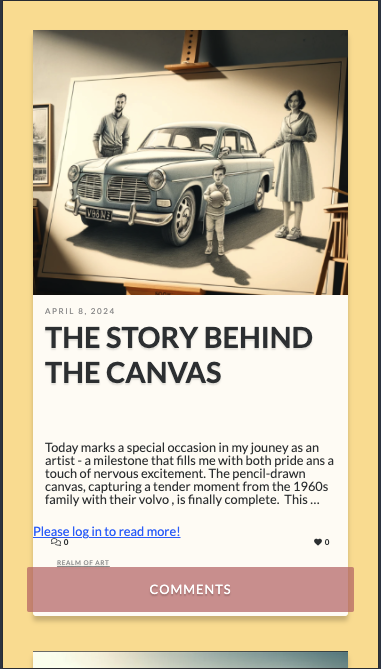 APRIL 8, 2024
THE STORY BEHIND
THE CANVAS
Today marks a special occasion in my jouney as an
artist - a milestone that fills me with both pride ans a
touch of nervous excitement. The pencil-drawn
canvas, capturing a tender moment from the 1960s
family with their volvo , is finally complete.  This ...
Please log in to read more!
0 0
REALM OF ART
COMMENTS